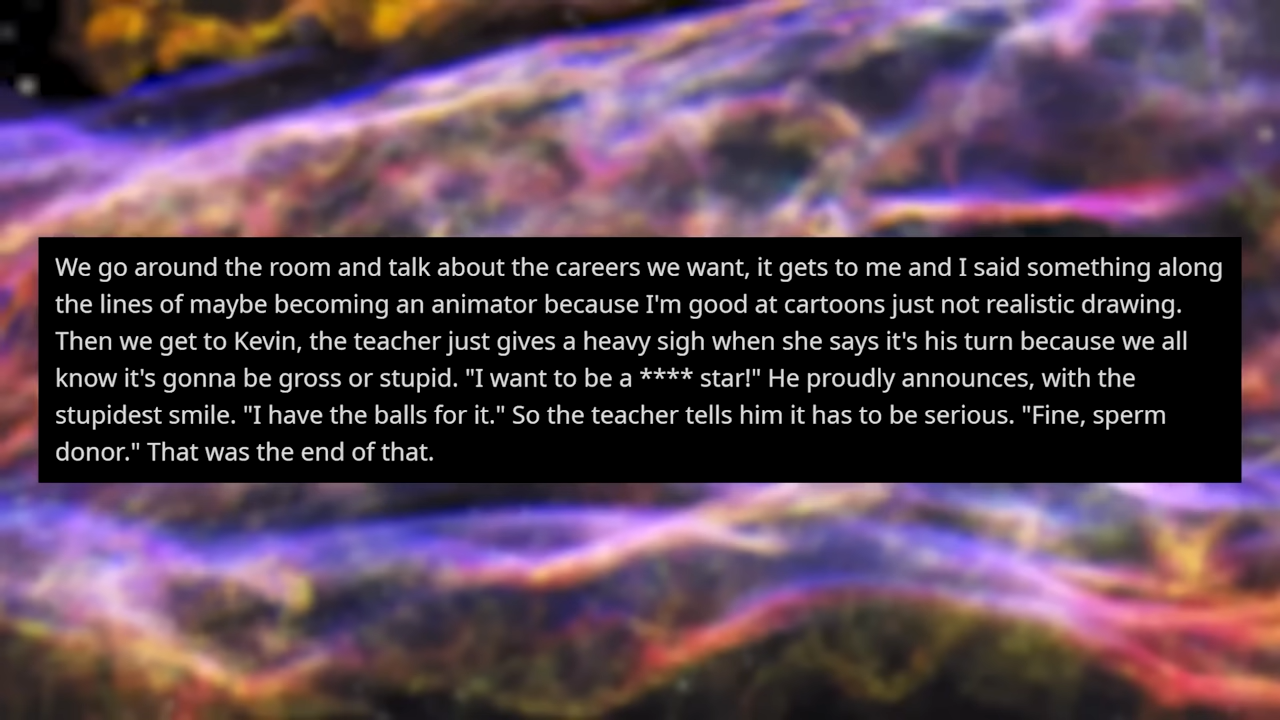 We go around the room and talk about the careers we want, it gets to me and I said something along
the lines of maybe becoming an animator because I'm good at cartoons just not realistic drawing.
Then we get to Kevin, the teacher just gives a heavy sigh when she says it's his turn because we all
know it's gonna be gross or stupid. "I want to be a **** star!" He proudly announces, with the
stupidest smile. "I have the balls for it." So the teacher tells him it has to be serious. "Fine, sperm
donor." That was the end of that.